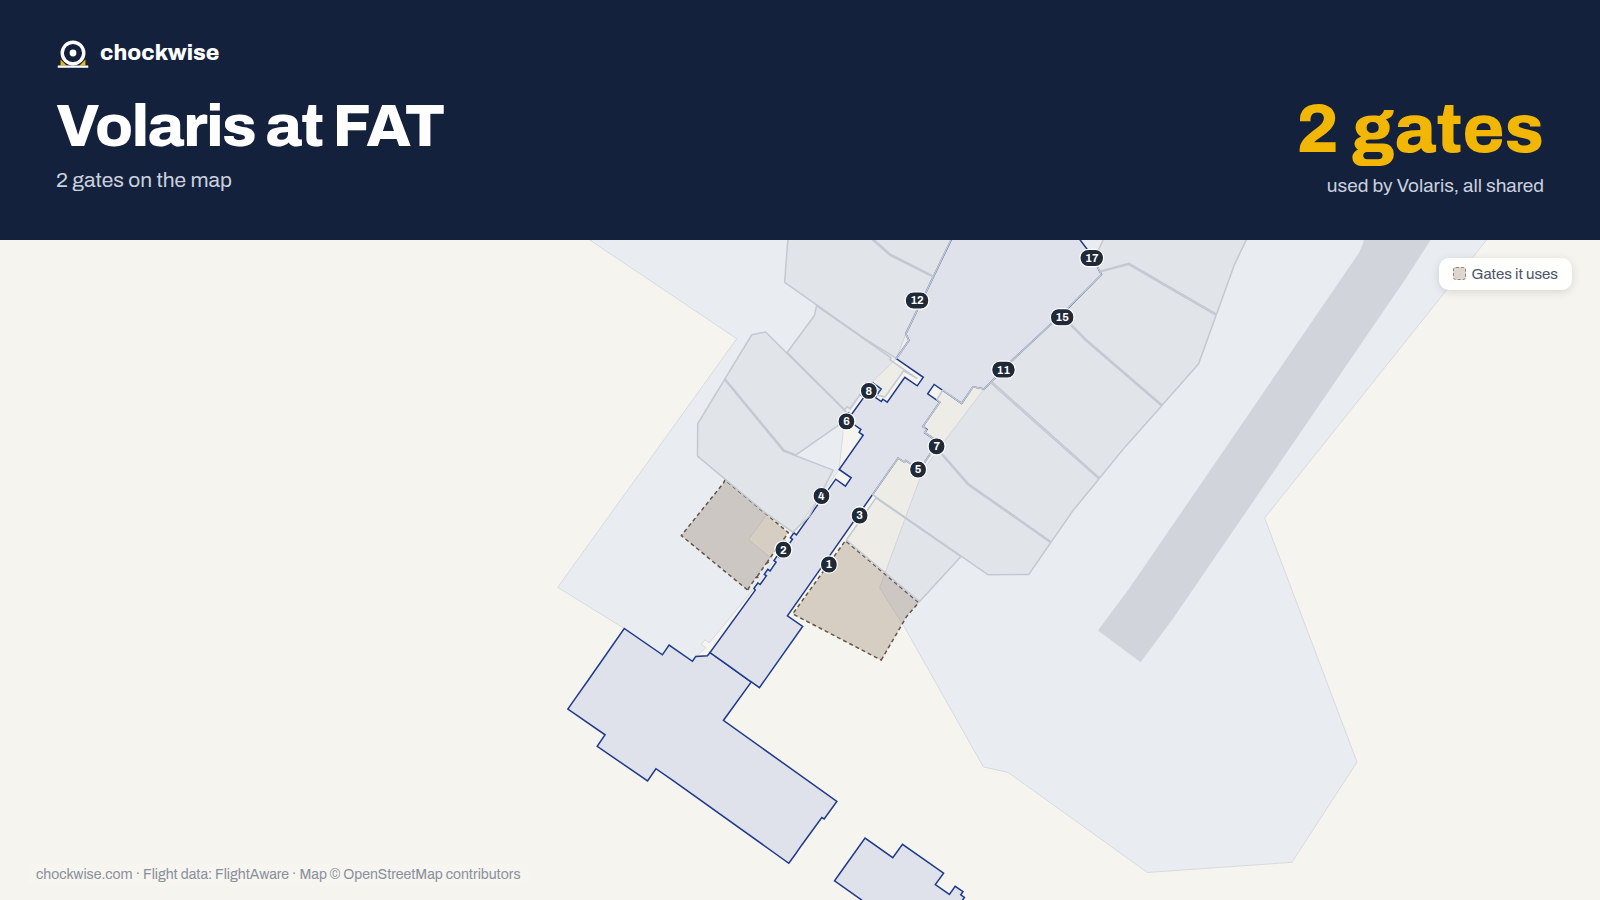 chockwise
Volaris at FAT
2 gates on the map
2 gates
used by Volaris, all shared
Gates it uses
17
12
15
11
8
6
7
5
4
3
2
1
chockwise.com · Flight data: FlightAware · Map © OpenStreetMap contributors